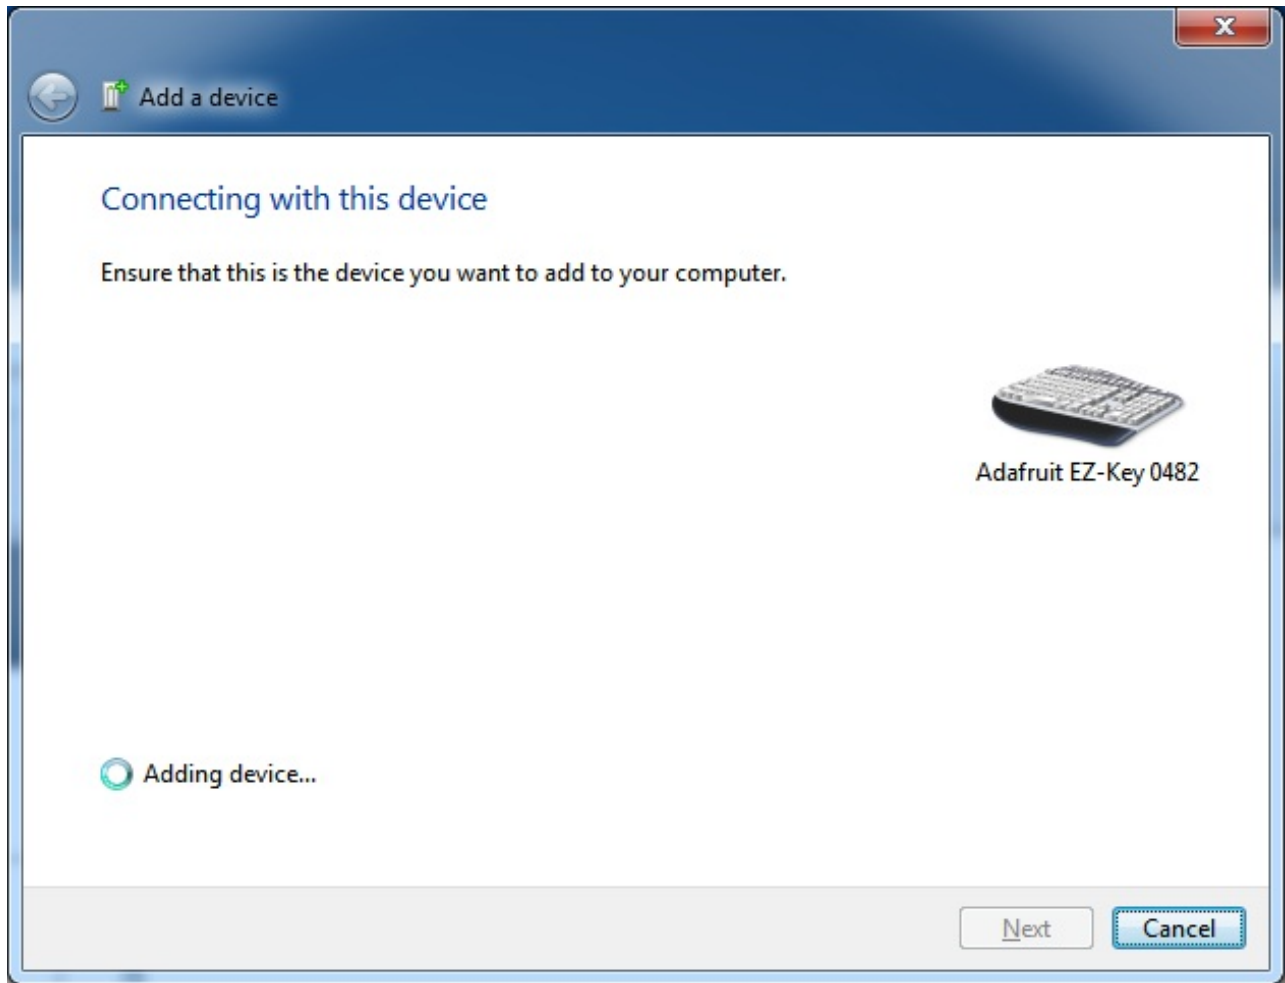 Add a device
Connecting with this device
Ensure that this is the device you want to add to your computer.
Adafruit EZ-Key 0482
Adding device...
Next
Cancel